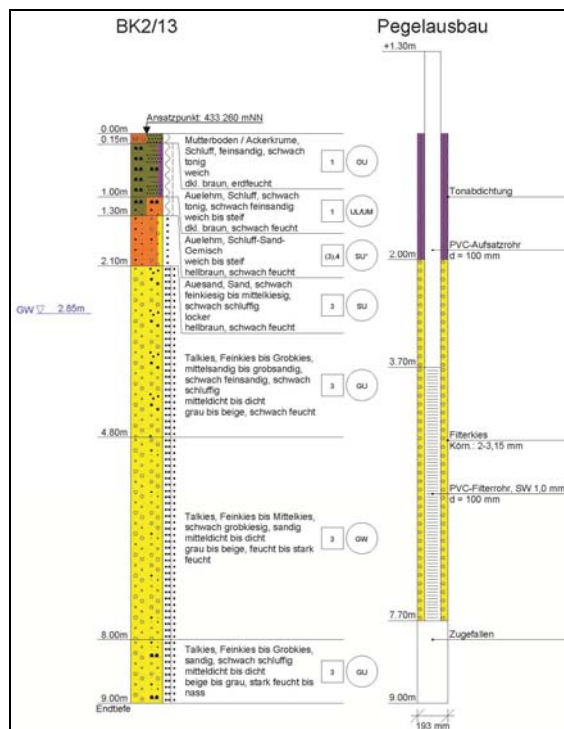 BK2/13
Pegelausbau
+1.30m
Ansatzpunkt: 433.260 mNN
0.00m
0.15m
Mutterboden / Ackerkrume,
Schluff, feinsandig, schwach
tonig
weich
dkl. braun, erdfeucht
1
OU
1.00m
Auelehm, Schluff, schwach
tonig, schwach feinsandig
weich bis steif
dkl. braun, schwach feucht
1
UL/UM
1.30m
Auelehm, Schluff-Sand-
Gemisch
weich bis steif
hellbraun, schwach feucht
(3),4
SU*
2.10m
Auesand, Sand, schwach
feinkiesig bis mittelkiesig,
schwach schluffig
locker
hellbraun, schwach feucht
3
SU
GW
2.85m
Talkies, Feinkies bis Grobkies,
mittelsandig bis grobsandig,
schwach feinsandig, schwach
schluffig
mitteldicht bis dicht
grau bis beige, schwach feucht
3
GU
4.80m
Talkies, Feinkies bis Mittelkies,
schwach grobkiesig, sandig
mitteldicht bis dicht
grau bis beige, feucht bis stark
feucht
3
GW
8.00m
Talkies, Feinkies bis Grobkies,
sandig, schwach schluffig
mitteldicht bis dicht
beige bis grau, stark feucht bis
nass
3
GU
9.00m
Endtiefe
Tonabdichtung
PVC-Aufsatzrohr
d = 100 mm
2.00m
3.70m
Filterkies
Körn.: 2-3,15 mm
PVC-Filterrohr, SW 1,0 mm
d = 100 mm
7.70m
Zugefallen
9.00m
193 mm